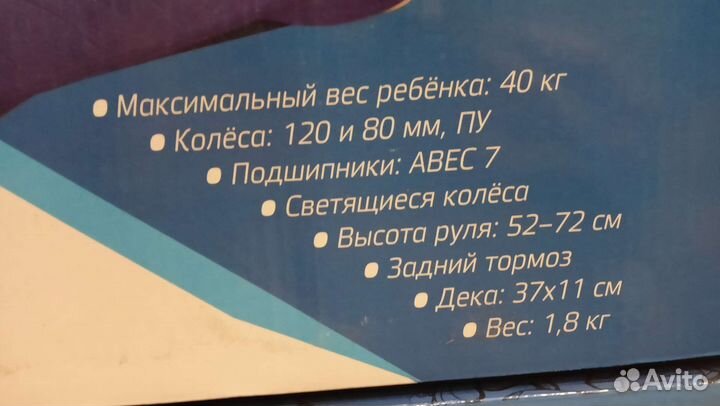 • Максимальный вес ребёнка: 40 кг
• Колёса: 120 и 80 мм, ПУ
• Подшипники: ABEC 7
• Светящиеся колёса
• Высота руля: 52–72 см
• Задний тормоз
• Дека: 37х11 см
• Вес: 1,8 кг
Avito